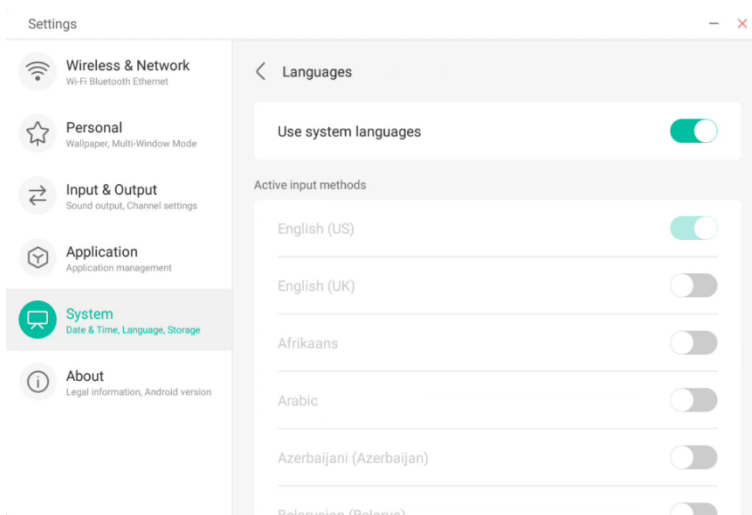 Settings
Wireless & Network
Wi-Fi Bluetooth Ethernet
Personal
Wallpaper, Multi-Window Mode
Input & Output
Sound output, Channel settings
Application
Application management
System
Date & Time, Language, Storage
About
Legal information, Android version
Languages
Use system languages
Active input methods
English (US)
English (UK)
Afrikaans
Arabic
Azerbaijani (Azerbaijan)
Belarusian (Belarus)